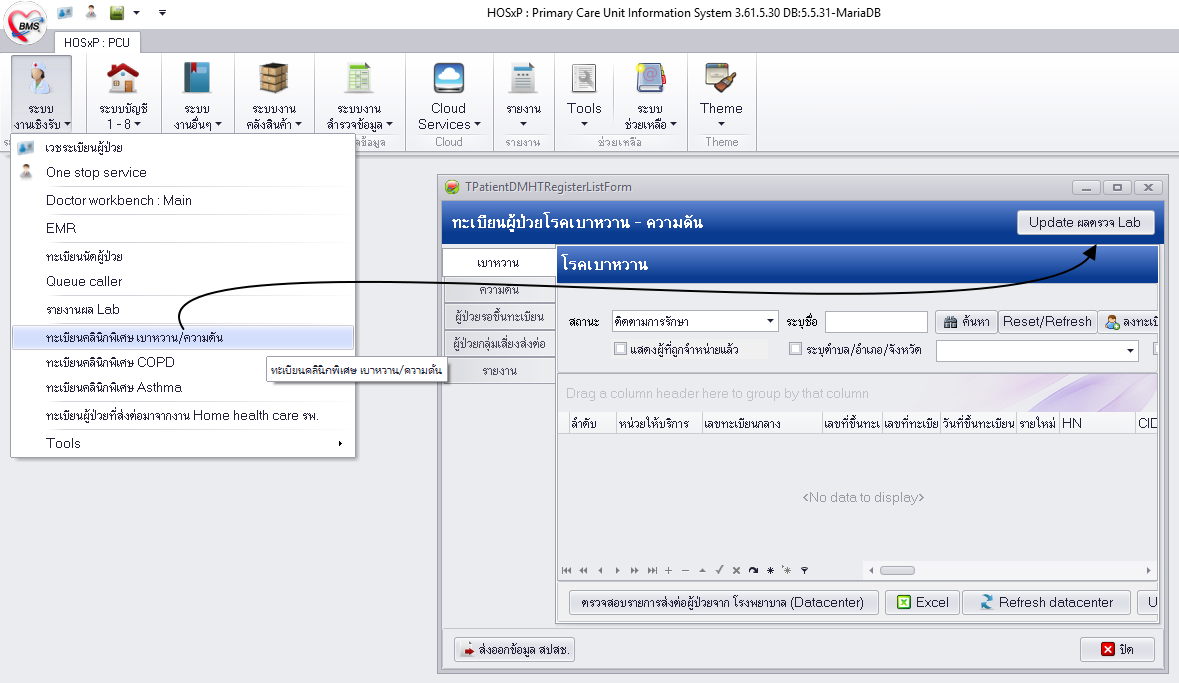 HOSxP : Primary Care Unit Information System 3.61.5.30 DB:5.5.31-MariaDB
BMS
HOSxP : PCU
ระบบ
งานเชิงรับ
ระบบบัญชี
1 - 8
ระบบ
งานอื่นๆ
ระบบงาน
คลังสินค้า
ระบบงาน
สำรวจข้อมูล
Cloud
Services
รายงาน
Tools
ระบบ
ช่วยเหลือ
Theme
Cloud
รายงาน
ช่วยเหลือ
Theme
เวชระเบียนผู้ป่วย
One stop service
Doctor workbench : Main
EMR
ทะเบียนนัดผู้ป่วย
Queue caller
รายงานผล Lab
ทะเบียนคลินิกพิเศษ เบาหวาน/ความดัน
ทะเบียนคลินิกพิเศษ COPD
ทะเบียนคลินิกพิเศษ เบาหวาน/ความดัน
ทะเบียนคลินิกพิเศษ Asthma
ทะเบียนผู้ป่วยที่ส่งต่อมาจากงาน Home health care รพ.
Tools
TPatientDMHTRegisterListForm
ทะเบียนผู้ป่วยโรคเบาหวาน - ความดัน
Update ผลตรวจ Lab
เบาหวาน
ความดัน
ผู้ป่วยรอขึ้นทะเบียน
ผู้ป่วยกลุ่มเสี่ยงส่งต่อ
รายงาน
โรคเบาหวาน
สถานะ ติดตามการรักษา ระบุชื่อ ค้นหา Reset/Refresh
แสดงผู้ที่ถูกจำหน่ายแล้ว ระบุตำบล/อำเภอ/จังหวัด
Drag a column header here to group by that column
ลำดับ หน่วยให้บริการ เลขทะเบียนกลาง เลขที่ขึ้นทะเ เลขที่ทะเบีย วันที่ขึ้นทะเบียน รายใหม่ HN CID
<No data to display>
ตรวจสอบรายการส่งต่อผู้ป่วยจาก โรงพยาบาล (Datacenter) Excel Refresh datacenter U
ส่งออกข้อมูล สปสช. ปิด